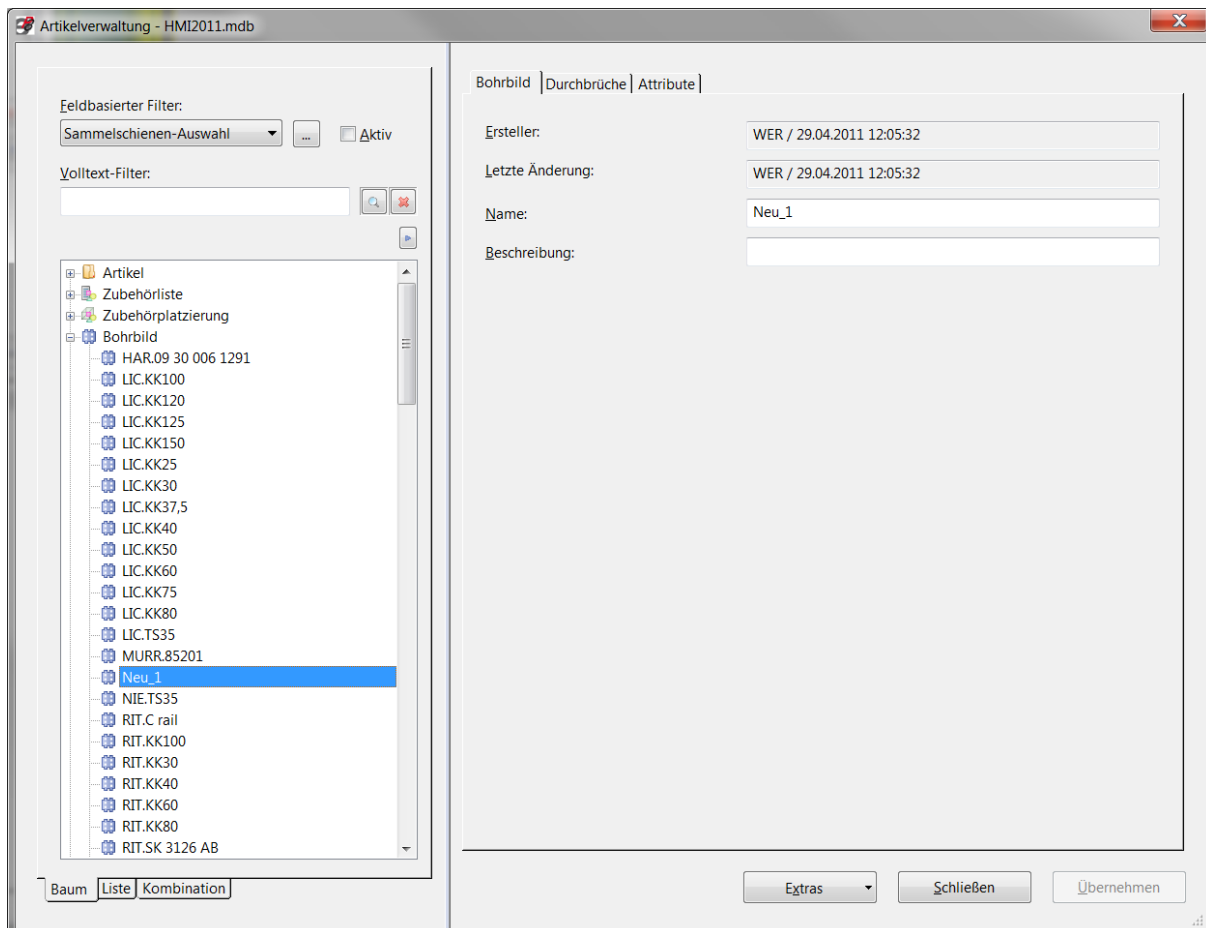 Artikelverwaltung - HMI2011.mdb
Feldbasierter Filter:
Sammelschienen-Auswahl ... Aktiv
Volltext-Filter:
Artikel
Zubehörliste
Zubehörplatzierung
Bohrbild
HAR.09 30 006 1291
LIC.KK100
LIC.KK120
LIC.KK125
LIC.KK150
LIC.KK25
LIC.KK30
LIC.KK37,5
LIC.KK40
LIC.KK50
LIC.KK60
LIC.KK75
LIC.KK80
LIC.TS35
MURR.85201
Neu_1
NIE.TS35
RIT.C rail
RIT.KK100
RIT.KK30
RIT.KK40
RIT.KK60
RIT.KK80
RIT.SK 3126 AB
Baum Liste Kombination
Bohrbild Durchbrüche Attribute
Ersteller: WER / 29.04.2011 12:05:32
Letzte Änderung: WER / 29.04.2011 12:05:32
Name: Neu_1
Beschreibung:
Extras Schließen Übernehmen